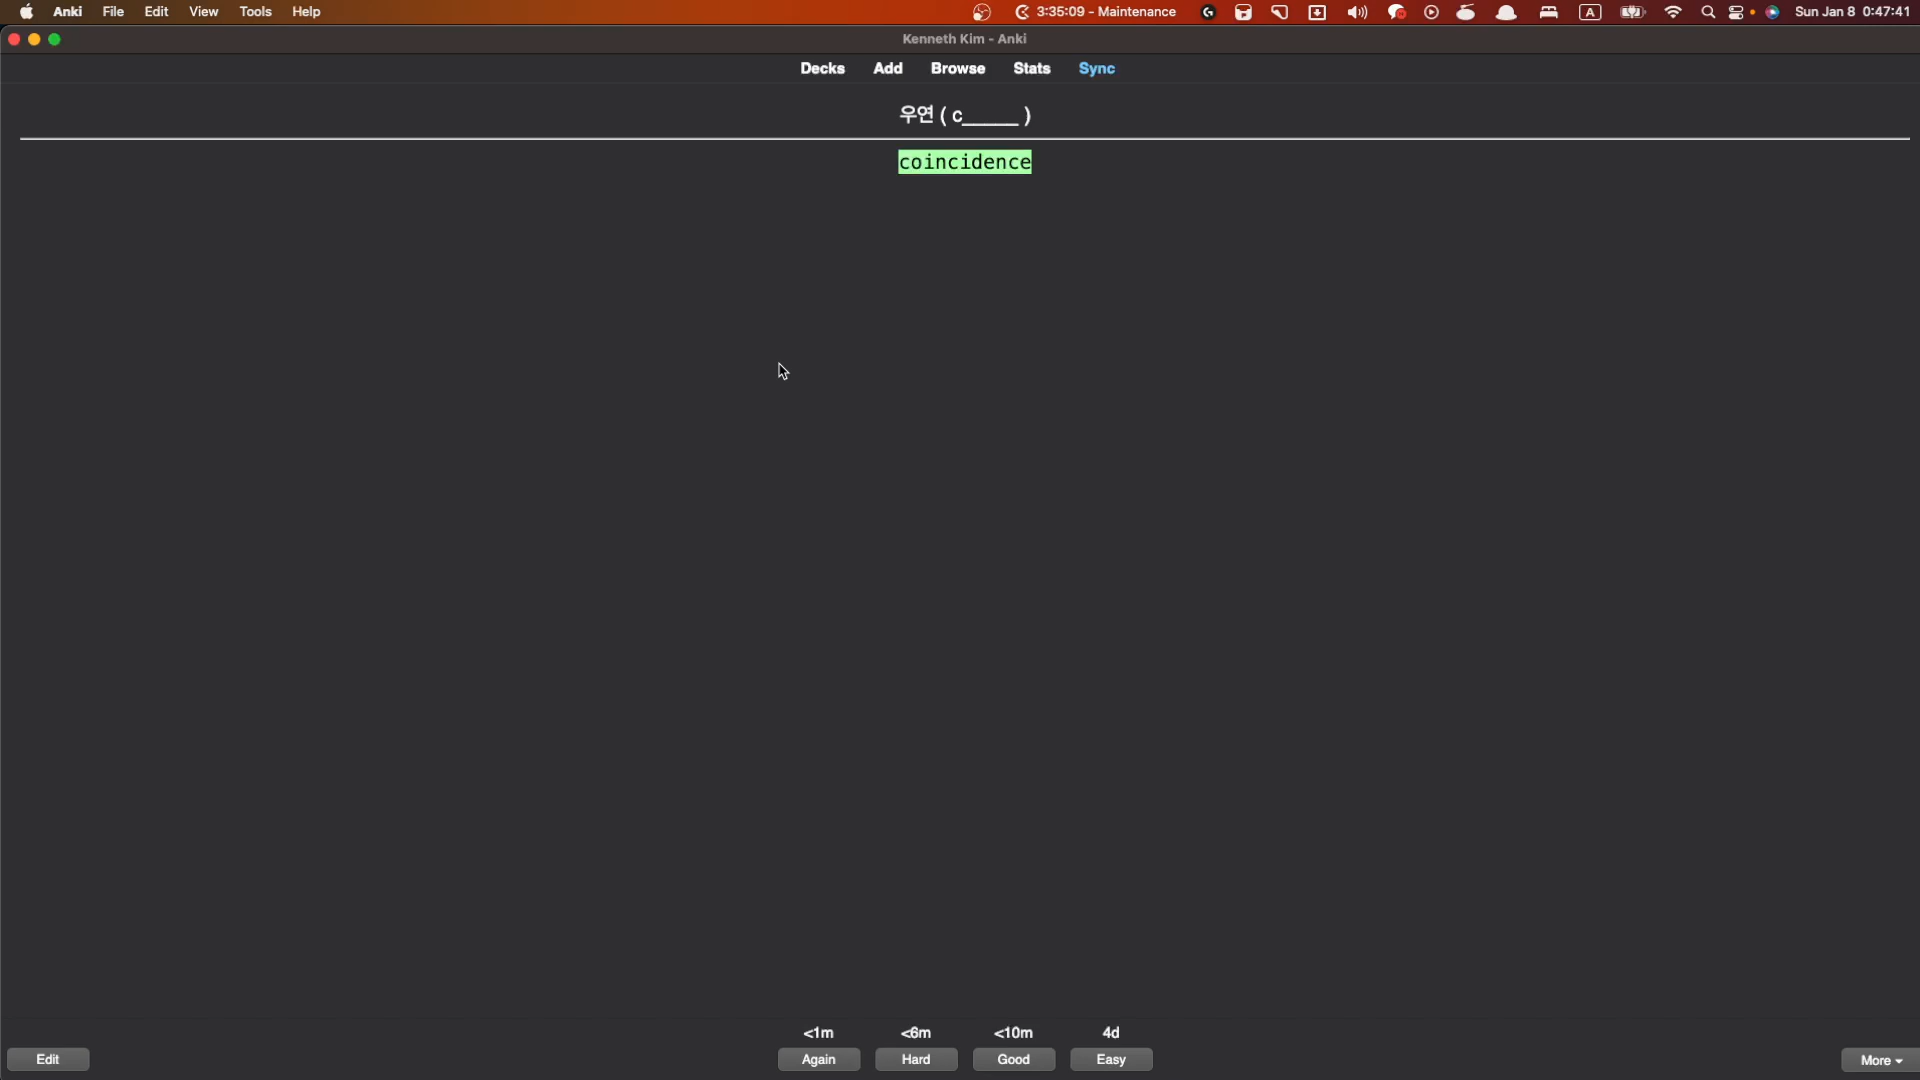 Anki File Edit View Tools Help 3:35:09 - Maintenance A Sun Jan 8 0:47:41
Kenneth Kim - Anki
Decks Add Browse Stats Sync
우연 ( c_____ )
coincidence
<1m <6m <10m 4d
Edit Again Hard Good Easy More